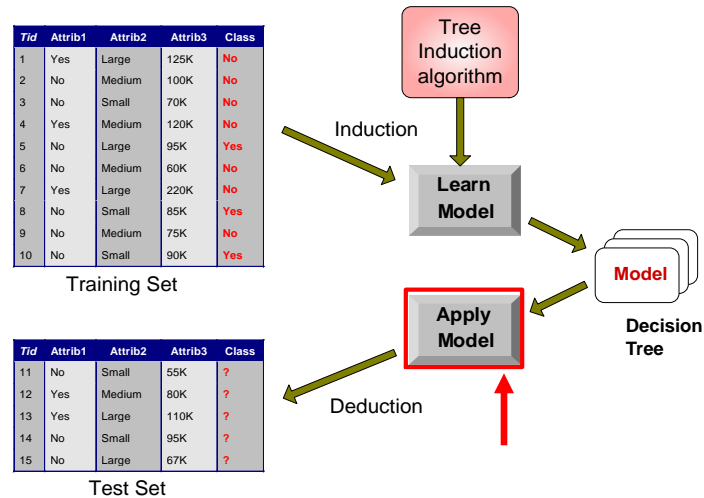 Tid Attrib1 Attrib2 Attrib3 Class
1 Yes Large 125K No
2 No Medium 100K No
3 No Small 70K No
4 Yes Medium 120K No
5 No Large 95K Yes
6 No Medium 60K No
7 Yes Large 220K No
8 No Small 85K Yes
9 No Medium 75K No
10 No Small 90K Yes
Training Set
Tree
Induction
algorithm
Induction
Learn
Model
Model
Decision
Tree
Apply
Model
Deduction
Tid Attrib1 Attrib2 Attrib3 Class
11 No Small 55K ?
12 Yes Medium 80K ?
13 Yes Large 110K ?
14 No Small 95K ?
15 No Large 67K ?
Test Set